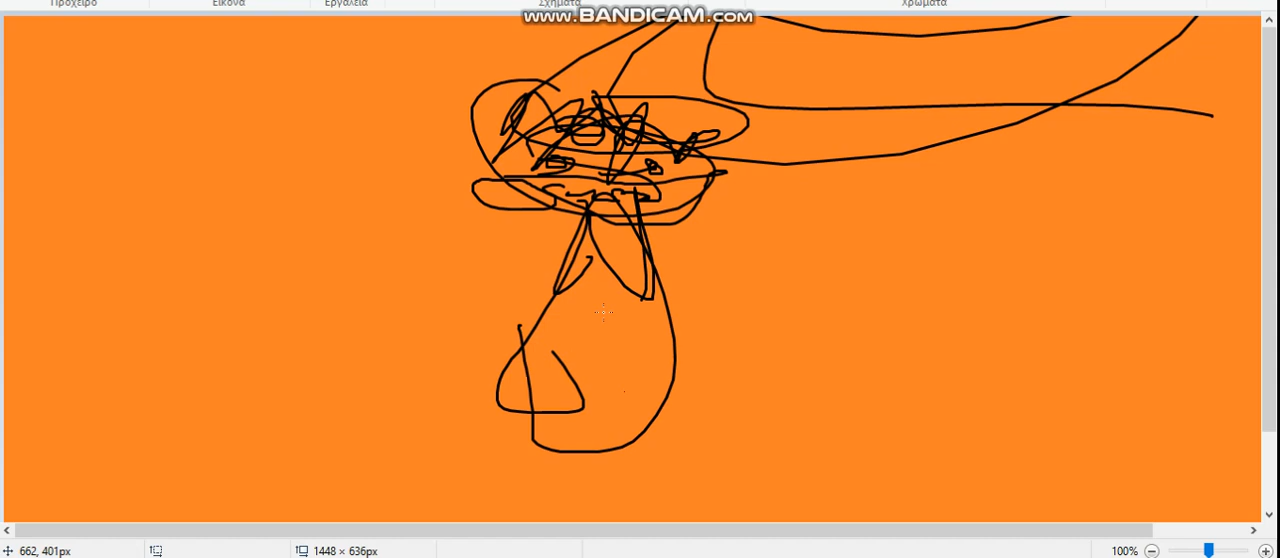 Πρόχειρο Εικόνα Εργαλεία Σχήματα Χρώματα
www.BANDICAM.com
662, 401px 1448 × 636px 100%